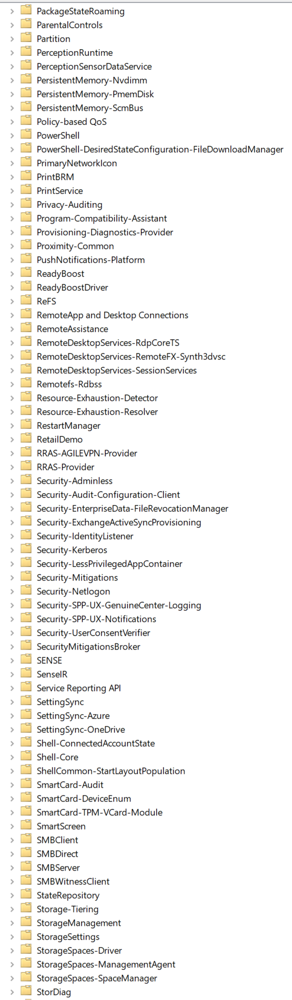 PackageStateRoaming
ParentalControls
Partition
PerceptionRuntime
PerceptionSensorDataService
PersistentMemory-Nvdimm
PersistentMemory-PmemDisk
PersistentMemory-ScmBus
Policy-based QoS
PowerShell
PowerShell-DesiredStateConfiguration-FileDownloadManager
PrimaryNetworkIcon
PrintBRM
PrintService
Privacy-Auditing
Program-Compatibility-Assistant
Provisioning-Diagnostics-Provider
Proximity-Common
PushNotifications-Platform
ReadyBoost
ReadyBoostDriver
ReFS
RemoteApp and Desktop Connections
RemoteAssistance
RemoteDesktopServices-RdpCoreTS
RemoteDesktopServices-RemoteFX-Synth3dvsc
RemoteDesktopServices-SessionServices
Remotefs-Rdbss
Resource-Exhaustion-Detector
Resource-Exhaustion-Resolver
RestartManager
RetailDemo
RRAS-AGILEVPN-Provider
RRAS-Provider
Security-Adminless
Security-Audit-Configuration-Client
Security-EnterpriseData-FileRevocationManager
Security-ExchangeActiveSyncProvisioning
Security-IdentityListener
Security-Kerberos
Security-LessPrivilegedAppContainer
Security-Mitigations
Security-Netlogon
Security-SPP-UX-GenuineCenter-Logging
Security-SPP-UX-Notifications
Security-UserConsentVerifier
SecurityMitigationsBroker
SENSE
SenseIR
Service Reporting API
SettingSync
SettingSync-Azure
SettingSync-OneDrive
Shell-ConnectedAccountState
Shell-Core
ShellCommon-StartLayoutPopulation
SmartCard-Audit
SmartCard-DeviceEnum
SmartCard-TPM-VCard-Module
SmartScreen
SMBClient
SMBDirect
SMBServer
SMBWitnessClient
StateRepository
Storage-Tiering
StorageManagement
StorageSettings
StorageSpaces-Driver
StorageSpaces-ManagementAgent
StorageSpaces-SpaceManager
StorDiag